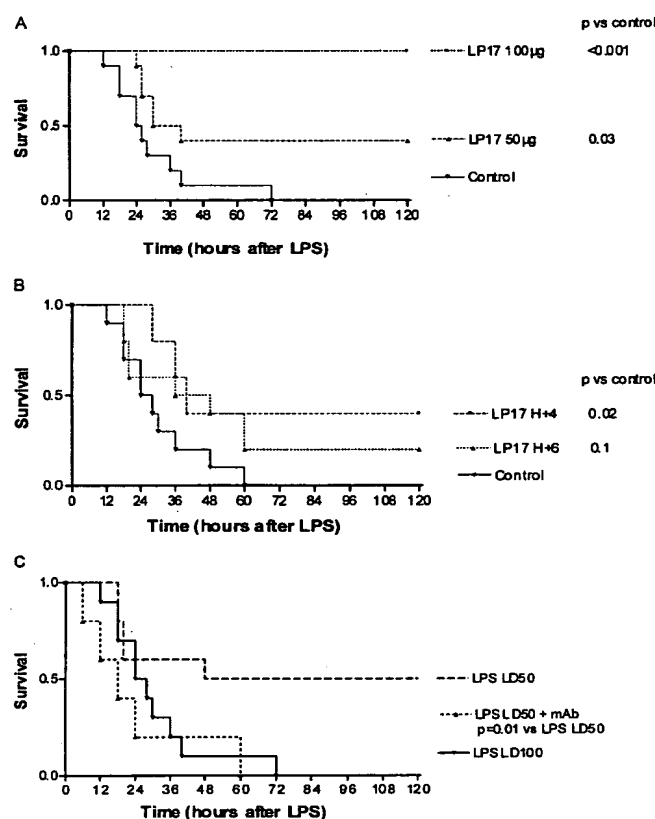 A
p vs control
1.0
LP17 100µg <0.001
Survival
0.5
LP17 50µg 0.03
Control
0.0
0 12 24 36 48 60 72 84 96 108 120
Time (hours after LPS)
B
1.0
p vs control
Survival
0.5
LP17 H+4 0.02
LP17 H+6 0.1
Control
0.0
0 12 24 36 48 60 72 84 96 108 120
Time (hours after LPS)
C
1.0
Survival
0.5
LPS LD50
LPS LD50 + mAb
p=0.01 vs LPS LD50
LPS LD100
0.0
0 12 24 36 48 60 72 84 96 108 120
Time (hours after LPS)